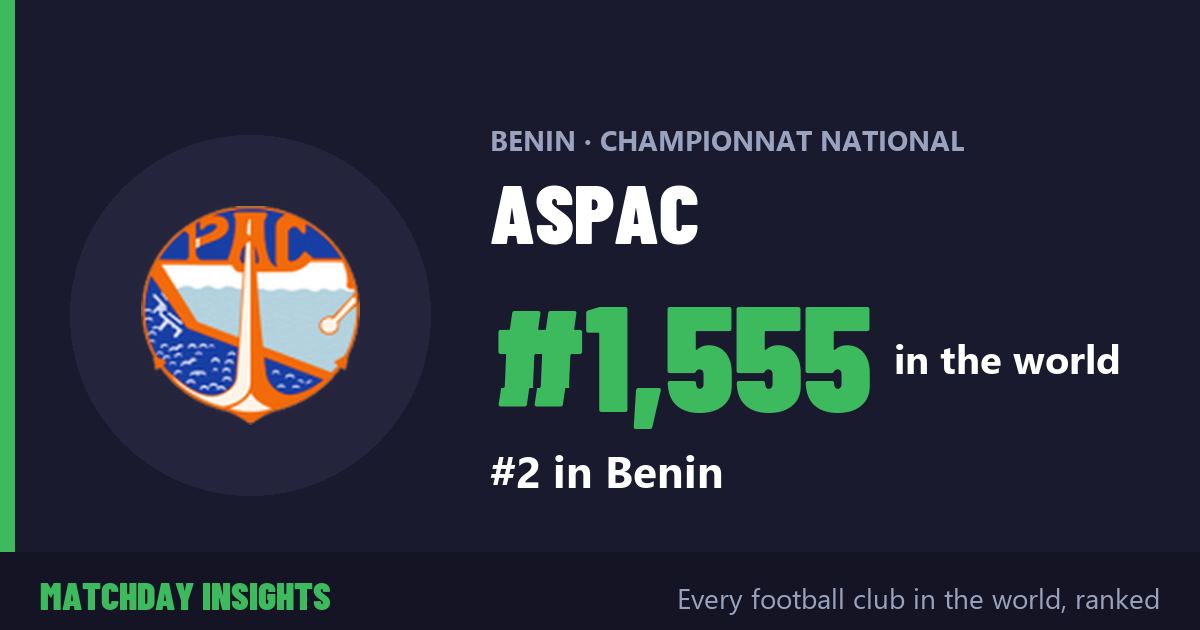 BENIN · CHAMPIONNAT NATIONAL
ASPAC
PAC
#1,555 in the world
#2 in Benin
MATCHDAY INSIGHTS
Every football club in the world, ranked